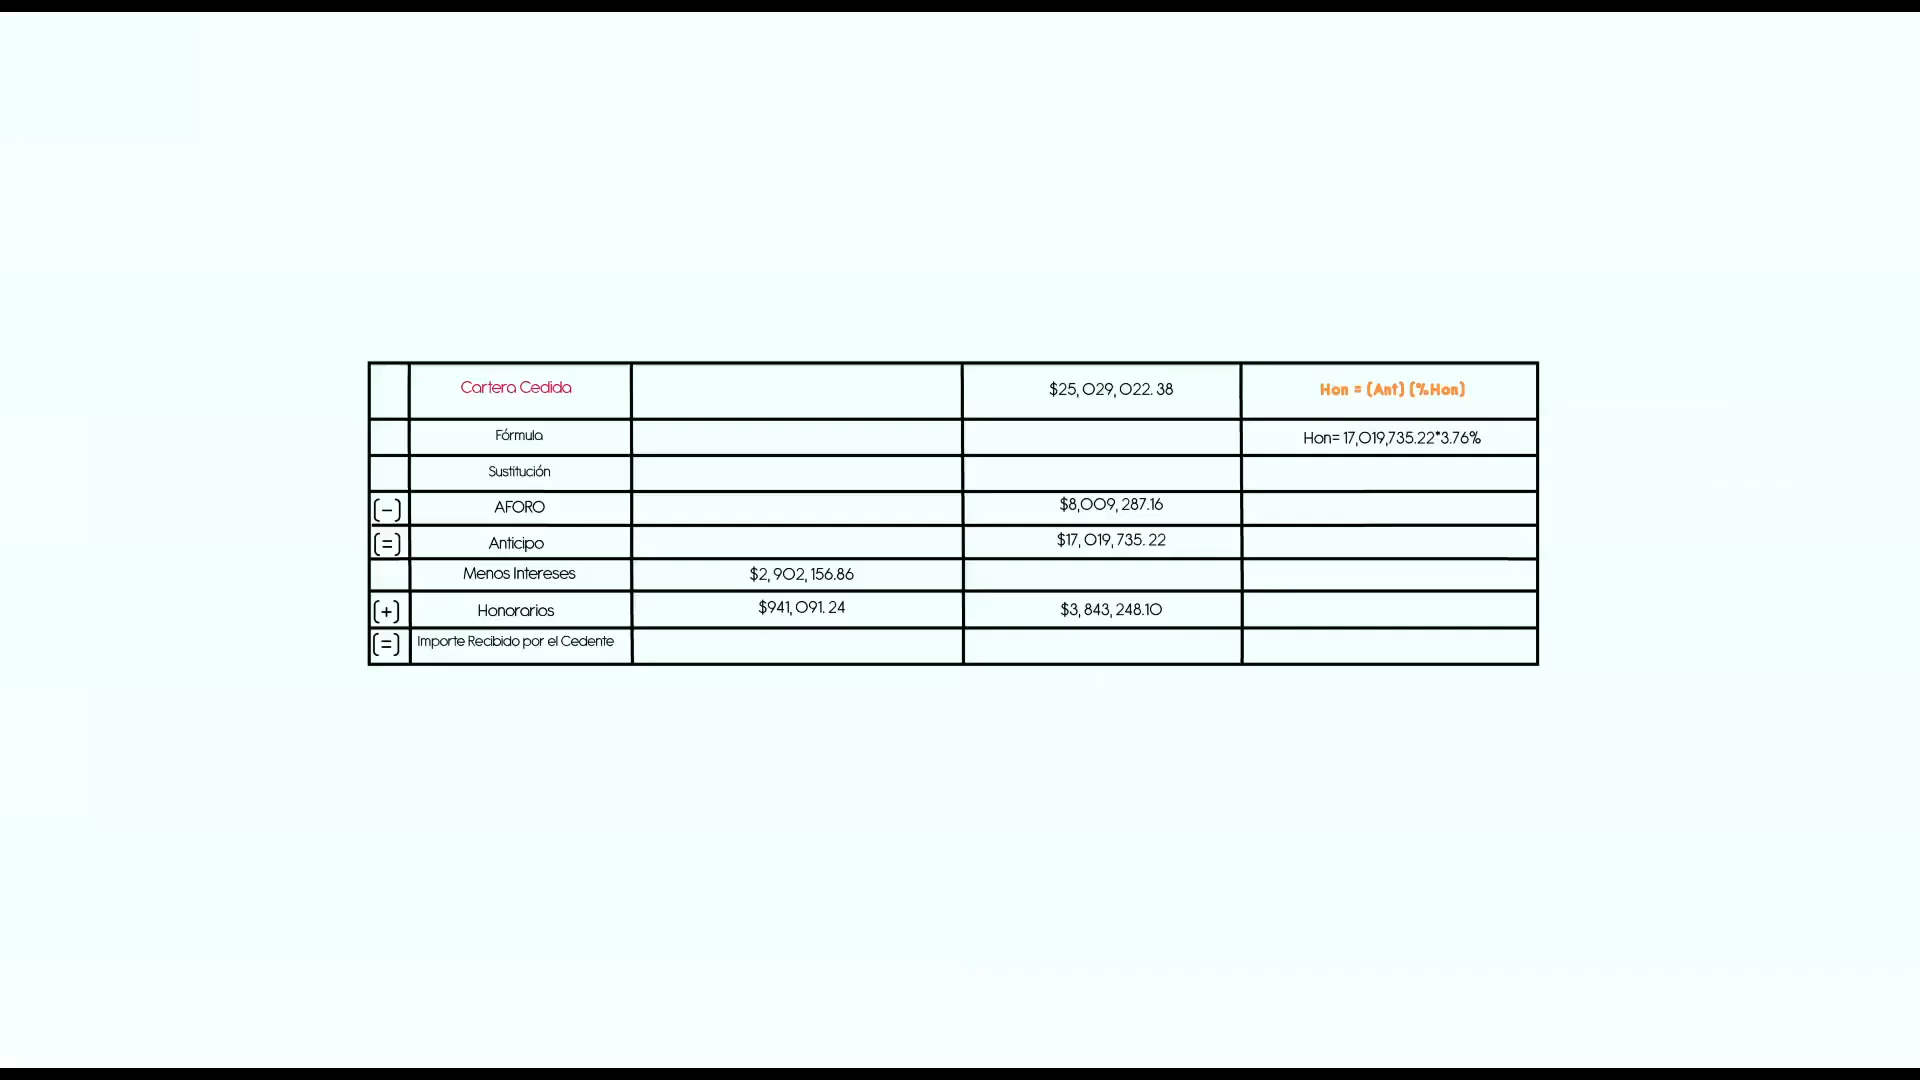 Cartera Cedida $25, 029, 022. 38 Hon = (Ant) (%Hon)
Fórmula Hon= 17,019,735.22*3.76%
Sustitución
(-) AFORO $8,009, 287.16
(=) Anticipo $17, 019, 735. 22
Menos Intereses $2, 902, 156.86
(+) Honorarios $941, 091. 24 $3, 843, 248.10
(=) Importe Recibido por el Cedente